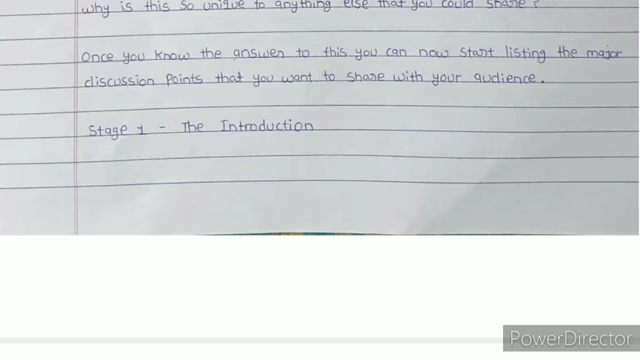 why is this so unique to anything else that you could share ?
Once you know the answer to this you can now start listing the major
discussion points that you want to share with your audience.
Stage 1 - The Introduction
PowerDirector